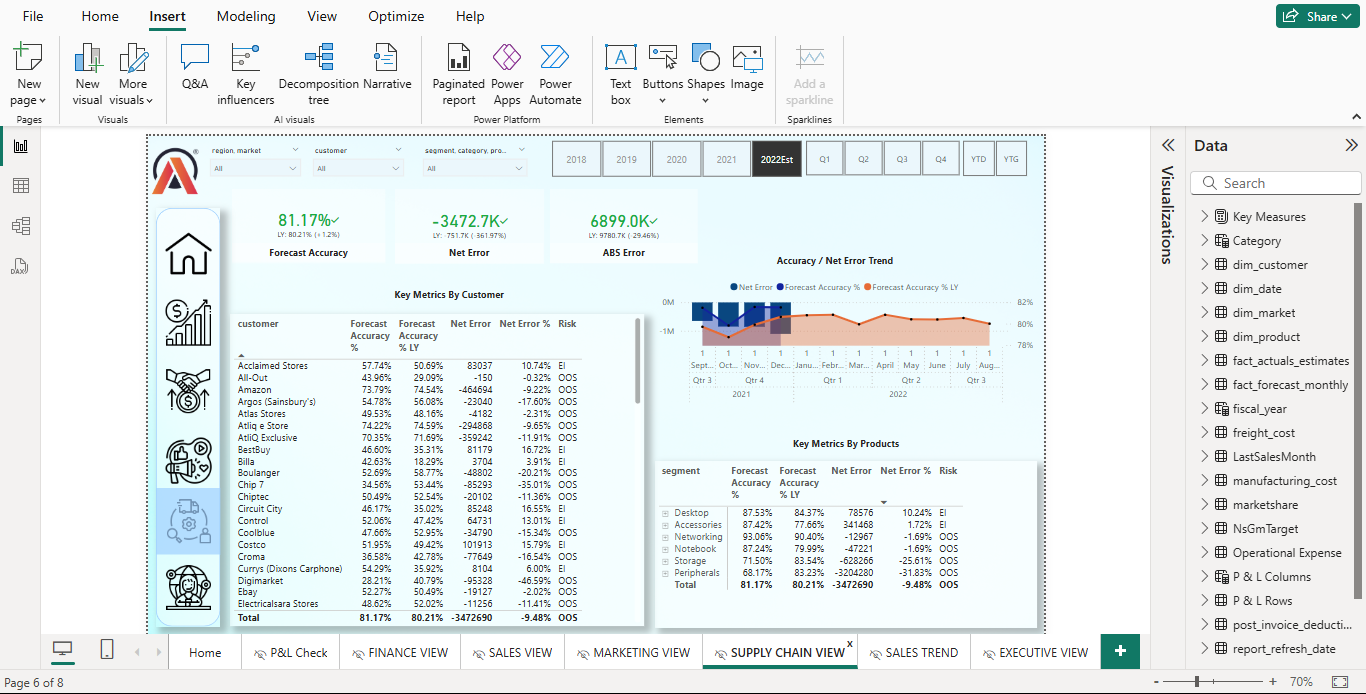 File Home Insert Modeling View Optimize Help Share
New page New visual More visuals Q&A Key influencers Decomposition tree Narrative Paginated report Power Apps Power Automate Text box Buttons Shapes Image Add a sparkline
Pages Visuals AI visuals Power Platform Elements Sparklines
region, market customer segment, category, pro..
All All All
2018 2019 2020 2021 2022Est Q1 Q2 Q3 Q4 YTD YTG
81.17% -3472.7K 6899.0K
LY: 80.21% (+1.2%) LY: -751.7K (-361.97%) LY: 9780.7K (-29.46%)
Forecast Accuracy Net Error ABS Error
Key Metrics By Customer
customer Forecast Accuracy % Forecast Accuracy % LY Net Error Net Error % Risk
Acclaimed Stores 57.74% 50.69% 83037 10.74% EI
All-Out 43.96% 29.09% -150 -0.32% OOS
Amazon 73.79% 74.54% -464694 -9.22% OOS
Argos (Sainsbury's) 54.78% 56.08% -23040 -17.60% OOS
Atlas Stores 49.53% 48.16% -4182 -2.31% OOS
Atliq e Store 74.22% 74.59% -294868 -9.65% OOS
AtliQ Exclusive 70.35% 71.69% -359242 -11.91% OOS
BestBuy 46.60% 35.31% 81179 16.72% EI
Billa 42.63% 18.29% 3704 3.91% EI
Boulanger 52.69% 58.77% -48802 -20.21% OOS
Chip 7 34.56% 53.44% -85293 -35.01% OOS
Chiptec 50.49% 52.54% -20102 -11.36% OOS
Circuit City 46.17% 35.02% 85248 16.55% EI
Control 52.06% 47.42% 64731 13.01% EI
Coolblue 47.66% 52.95% -34790 -15.34% OOS
Costco 51.95% 49.42% 101913 15.79% EI
Croma 36.58% 42.78% -77649 -16.54% OOS
Currys (Dixons Carphone) 54.29% 35.92% 8104 6.00% EI
Digimarket 28.21% 40.79% -95328 -46.59% OOS
Ebay 52.27% 50.49% -19127 -2.02% OOS
Electricalsara Stores 48.62% 52.02% -11256 -11.41% OOS
Total 81.17% 80.21% -3472690 -9.48% OOS
Accuracy / Net Error Trend
Net Error Forecast Accuracy % Forecast Accuracy % LY
0M 82%
-1M 80%
78%
1 1 1 1 1 1 1 1 1 1 1 1
Sept... Oct... Nov... Dec... Janu... Febr... Mar... April May June July Aug...
Qtr 3 Qtr 4 Qtr 1 Qtr 2 Qtr 3
2021 2022
Key Metrics By Products
segment Forecast Accuracy % Forecast Accuracy % LY Net Error Net Error % Risk
Desktop 87.53% 84.37% 78576 10.24% EI
Accessories 87.42% 77.66% 341468 1.72% EI
Networking 93.06% 90.40% -12967 -1.69% OOS
Notebook 87.24% 79.99% -47221 -1.69% OOS
Storage 71.50% 83.54% -628266 -25.61% OOS
Peripherals 68.17% 83.23% -3204280 -31.83% OOS
Total 81.17% 80.21% -3472690 -9.48% OOS
Visualizations
Data
Search
Key Measures
Category
dim_customer
dim_date
dim_market
dim_product
fact_actuals_estimates
fact_forecast_monthly
fiscal_year
freight_cost
LastSalesMonth
manufacturing_cost
marketshare
NsGmTarget
Operational Expense
P & L Columns
P & L Rows
post_invoice_deducti...
report_refresh_date
DAX
Home P&L Check FINANCE VIEW SALES VIEW MARKETING VIEW SUPPLY CHAIN VIEW X SALES TREND EXECUTIVE VIEW +
Page 6 of 8 - + 70%